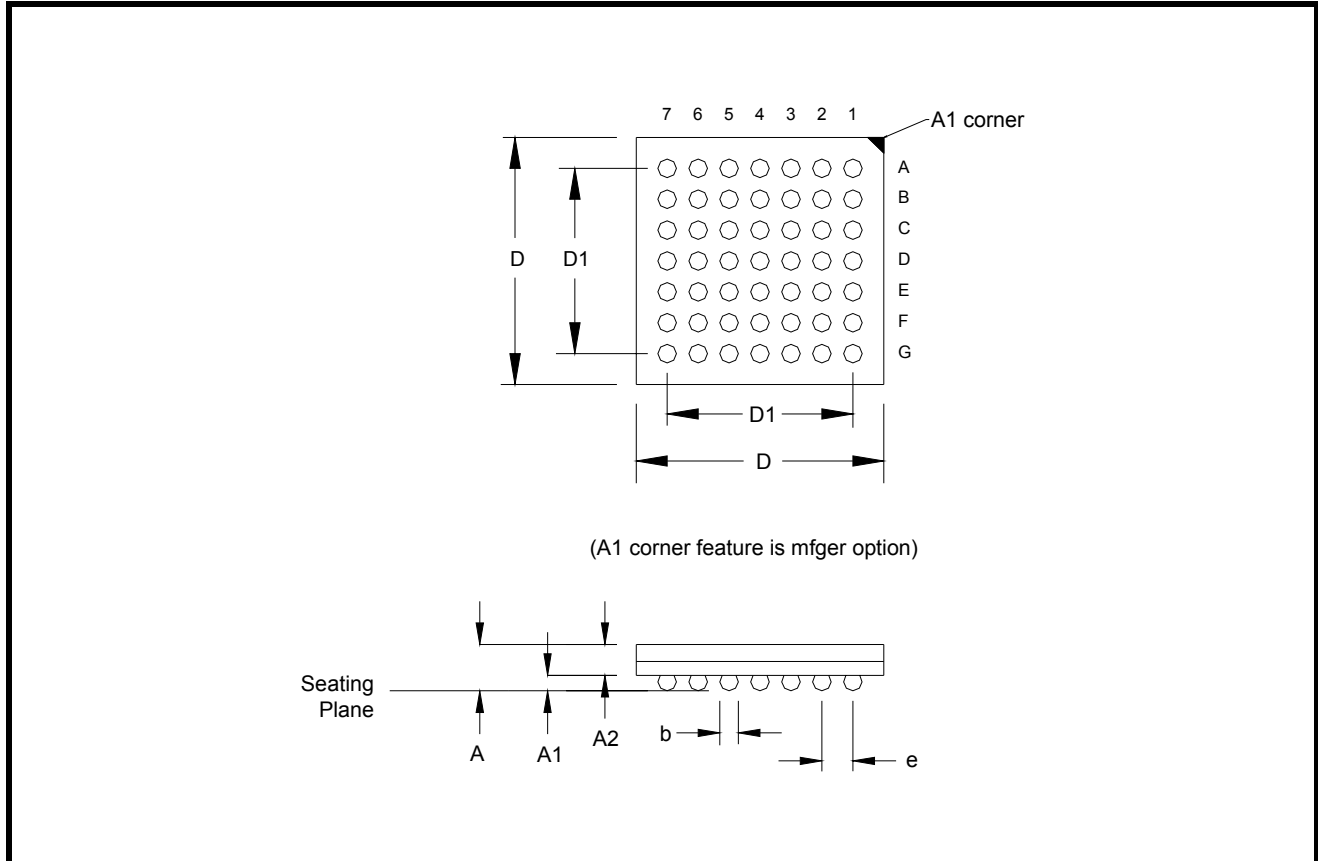 7 6 5 4 3 2 1
A1 corner
A
B
C
D
E
F
G
D
D1
D1
D
(A1 corner feature is mfger option)
Seating
Plane
A
A1
A2
b
e